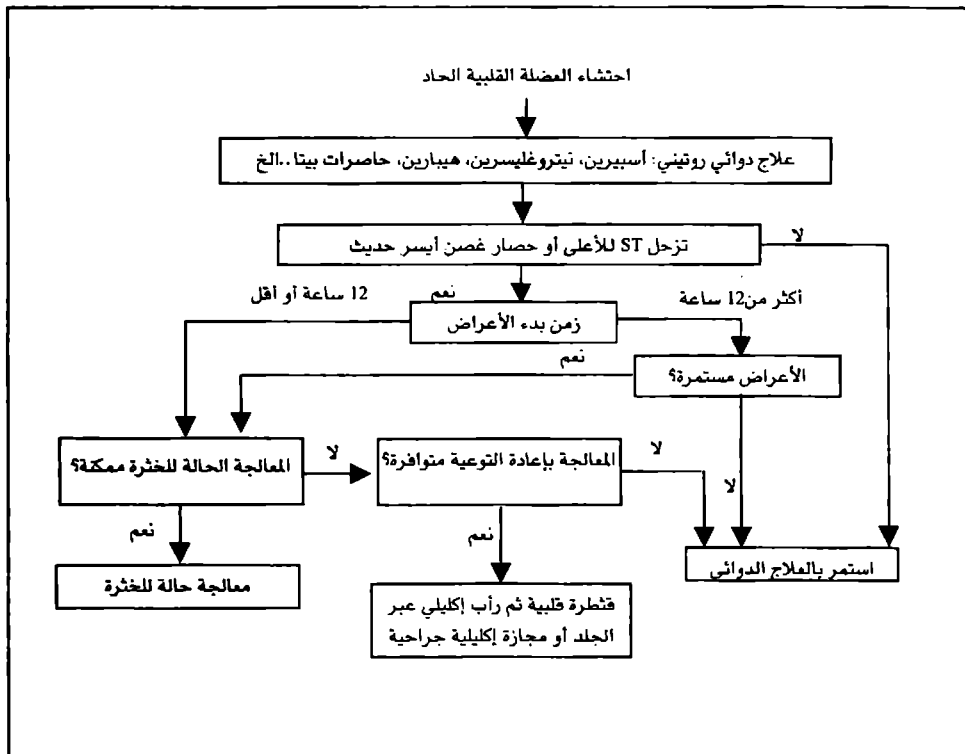 احتشاء العضلة القلبية الحاد
علاج دوائي روتيني: أسبيرين، نيتروغليسرين، هيبارين، حاصرات بيتا..الخ
تزحل ST للأعلى أو حصار غصن أيسر حديث
لا
نعم
12 ساعة أو أقل
أكثر من12 ساعة
زمن بدء الأعراض
نعم
الأعراض مستمرة؟
المعالجة الحالة للخثرة ممكنة؟
لا
المعالجة بإعادة التوعية متوافرة؟
لا
لا
نعم
نعم
استمر بالعلاج الدوائي
معالجة حالة للخثرة
قثطرة قلبية ثم رأب إكليلي عبر
الجلد أو مجازة إكليلية جراحية